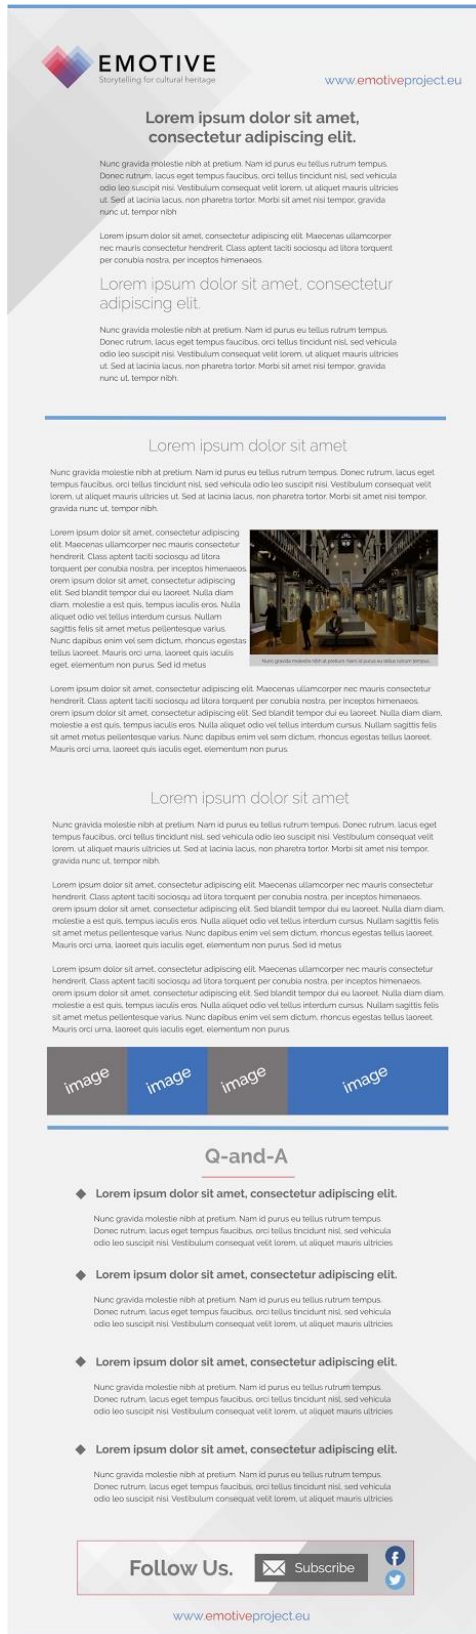 EMOTIVE
Storytelling for cultural heritage
www.emotiveproject.eu
Lorem ipsum dolor sit amet,
consectetur adipiscing elit.
Nunc gravida molestie nibh at pretium. Nam id purus eu tellus rutrum tempus.
Donec rutrum, lacus eget tempus faucibus, orci tellus tincidunt nisl, sed vehicula
odio leo suscipit nisi. Vestibulum consequat velit lorem, ut aliquet mauris ultricies
ut. Sed at lacinia lacus, non pharetra tortor. Morbi sit amet nisi tempor, gravida
nunc ut, tempor nibh
Lorem ipsum dolor sit amet, consectetur adipiscing elit. Maecenas ullamcorper
nec mauris consectetur hendrerit. Class aptent taciti sociosqu ad litora torquent
per conubia nostra, per inceptos himenaeos.
Lorem ipsum dolor sit amet, consectetur
adipiscing elit.
Nunc gravida molestie nibh at pretium. Nam id purus eu tellus rutrum tempus.
Donec rutrum, lacus eget tempus faucibus, orci tellus tincidunt nisl, sed vehicula
odio leo suscipit nisi. Vestibulum consequat velit lorem, ut aliquet mauris ultricies
ut. Sed at lacinia lacus, non pharetra tortor. Morbi sit amet nisi tempor, gravida
nunc ut, tempor nibh.
Lorem ipsum dolor sit amet
Nunc gravida molestie nibh at pretium. Nam id purus eu tellus rutrum tempus. Donec rutrum, lacus eget
tempus faucibus, orci tellus tincidunt nisl, sed vehicula odio leo suscipit nisi. Vestibulum consequat velit
lorem, ut aliquet mauris ultricies ut. Sed at lacinia lacus, non pharetra tortor. Morbi sit amet nisi tempor,
gravida nunc ut, tempor nibh.
Lorem ipsum dolor sit amet, consectetur adipiscing
elit. Maecenas ullamcorper nec mauris consectetur
hendrerit. Class aptent taciti sociosqu ad litora
torquent per conubia nostra, per inceptos himenaeos.
orem ipsum dolor sit amet, consectetur adipiscing
elit. Sed blandit tempor dui eu laoreet. Nulla diam
diam, molestie a est quis, tempus iaculis eros. Nulla
aliquet odio vel tellus interdum cursus. Nullam
sagittis felis sit amet metus pellentesque varius.
Nunc dapibus enim vel sem dictum, rhoncus egestas
tellus laoreet. Mauris orci urna, laoreet quis iaculis
eget, elementum non purus. Sed id metus
Nunc gravida molestie nibh at pretium. Nam id purus eu tellus rutrum tempus.
Lorem ipsum dolor sit amet, consectetur adipiscing elit. Maecenas ullamcorper nec mauris consectetur
hendrerit. Class aptent taciti sociosqu ad litora torquent per conubia nostra, per inceptos himenaeos.
orem ipsum dolor sit amet, consectetur adipiscing elit. Sed blandit tempor dui eu laoreet. Nulla diam diam,
molestie a est quis, tempus iaculis eros. Nulla aliquet odio vel tellus interdum cursus. Nullam sagittis felis
sit amet metus pellentesque varius. Nunc dapibus enim vel sem dictum, rhoncus egestas tellus laoreet.
Mauris orci urna, laoreet quis iaculis eget, elementum non purus.
Lorem ipsum dolor sit amet
Nunc gravida molestie nibh at pretium. Nam id purus eu tellus rutrum tempus. Donec rutrum, lacus eget
tempus faucibus, orci tellus tincidunt nisl, sed vehicula odio leo suscipit nisi. Vestibulum consequat velit
lorem, ut aliquet mauris ultricies ut. Sed at lacinia lacus, non pharetra tortor. Morbi sit amet nisi tempor,
gravida nunc ut, tempor nibh.
Lorem ipsum dolor sit amet, consectetur adipiscing elit. Maecenas ullamcorper nec mauris consectetur
hendrerit. Class aptent taciti sociosqu ad litora torquent per conubia nostra, per inceptos himenaeos.
orem ipsum dolor sit amet, consectetur adipiscing elit. Sed blandit tempor dui eu laoreet. Nulla diam diam,
molestie a est quis, tempus iaculis eros. Nulla aliquet odio vel tellus interdum cursus. Nullam sagittis felis
sit amet metus pellentesque varius. Nunc dapibus enim vel sem dictum, rhoncus egestas tellus laoreet.
Mauris orci urna, laoreet quis iaculis eget, elementum non purus. Sed id metus
Lorem ipsum dolor sit amet, consectetur adipiscing elit. Maecenas ullamcorper nec mauris consectetur
hendrerit. Class aptent taciti sociosqu ad litora torquent per conubia nostra, per inceptos himenaeos.
orem ipsum dolor sit amet, consectetur adipiscing elit. Sed blandit tempor dui eu laoreet. Nulla diam diam,
molestie a est quis, tempus iaculis eros. Nulla aliquet odio vel tellus interdum cursus. Nullam sagittis felis
sit amet metus pellentesque varius. Nunc dapibus enim vel sem dictum, rhoncus egestas tellus laoreet.
Mauris orci urna, laoreet quis iaculis eget, elementum non purus.
image image image image
Q-and-A
Lorem ipsum dolor sit amet, consectetur adipiscing elit.
Nunc gravida molestie nibh at pretium. Nam id purus eu tellus rutrum tempus.
Donec rutrum, lacus eget tempus faucibus, orci tellus tincidunt nisl, sed vehicula
odio leo suscipit nisi. Vestibulum consequat velit lorem, ut aliquet mauris ultricies
Lorem ipsum dolor sit amet, consectetur adipiscing elit.
Nunc gravida molestie nibh at pretium. Nam id purus eu tellus rutrum tempus.
Donec rutrum, lacus eget tempus faucibus, orci tellus tincidunt nisl, sed vehicula
odio leo suscipit nisi. Vestibulum consequat velit lorem, ut aliquet mauris ultricies
Lorem ipsum dolor sit amet, consectetur adipiscing elit.
Nunc gravida molestie nibh at pretium. Nam id purus eu tellus rutrum tempus.
Donec rutrum, lacus eget tempus faucibus, orci tellus tincidunt nisl, sed vehicula
odio leo suscipit nisi. Vestibulum consequat velit lorem, ut aliquet mauris ultricies
Lorem ipsum dolor sit amet, consectetur adipiscing elit.
Nunc gravida molestie nibh at pretium. Nam id purus eu tellus rutrum tempus.
Donec rutrum, lacus eget tempus faucibus, orci tellus tincidunt nisl, sed vehicula
odio leo suscipit nisi. Vestibulum consequat velit lorem, ut aliquet mauris ultricies
Follow Us.
Subscribe
www.emotiveproject.eu